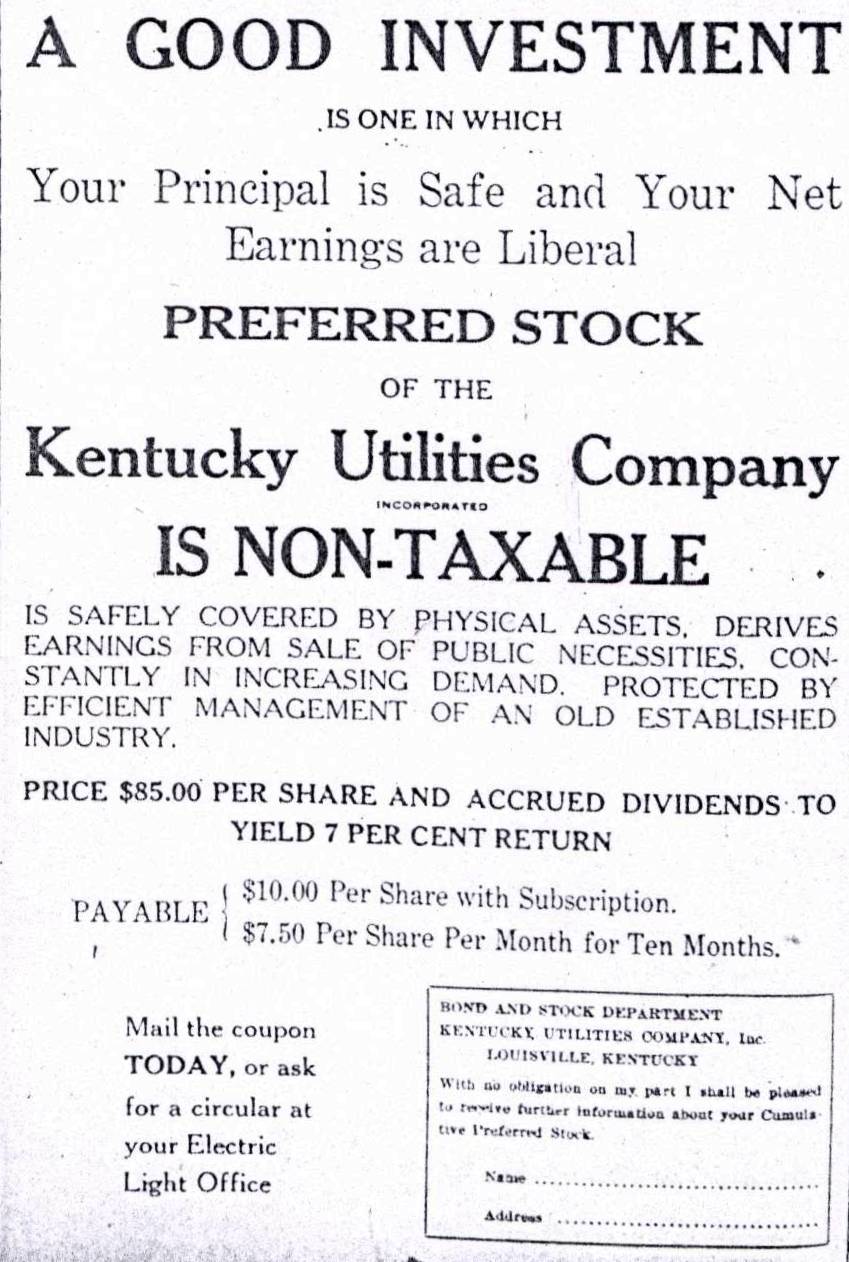 A GOOD INVESTMENT
IS ONE IN WHICH
Your Principal is Safe and Your Net
Earnings are Liberal
PREFERRED STOCK
OF THE
Kentucky Utilities Company
INCORPORATED
IS NON-TAXABLE
IS SAFELY COVERED BY PHYSICAL ASSETS, DERIVES
EARNINGS FROM SALE OF PUBLIC NECESSITIES, CON-
STANTLY IN INCREASING DEMAND. PROTECTED BY
EFFICIENT MANAGEMENT OF AN OLD ESTABLISHED
INDUSTRY.
PRICE $85.00 PER SHARE AND ACCRUED DIVIDENDS TO
YIELD 7 PER CENT RETURN
PAYABLE
$10.00 Per Share with Subscription.
$7.50 Per Share Per Month for Ten Months.
Mail the coupon
TODAY, or ask
for a circular at
your Electric
Light Office
BOND AND STOCK DEPARTMENT
KENTUCKY UTILITIES COMPANY, Inc.
LOUISVILLE, KENTUCKY
With no obligation on my part I shall be pleased
to receive further information about your Cumula-
tive Preferred Stock.
Name
Address